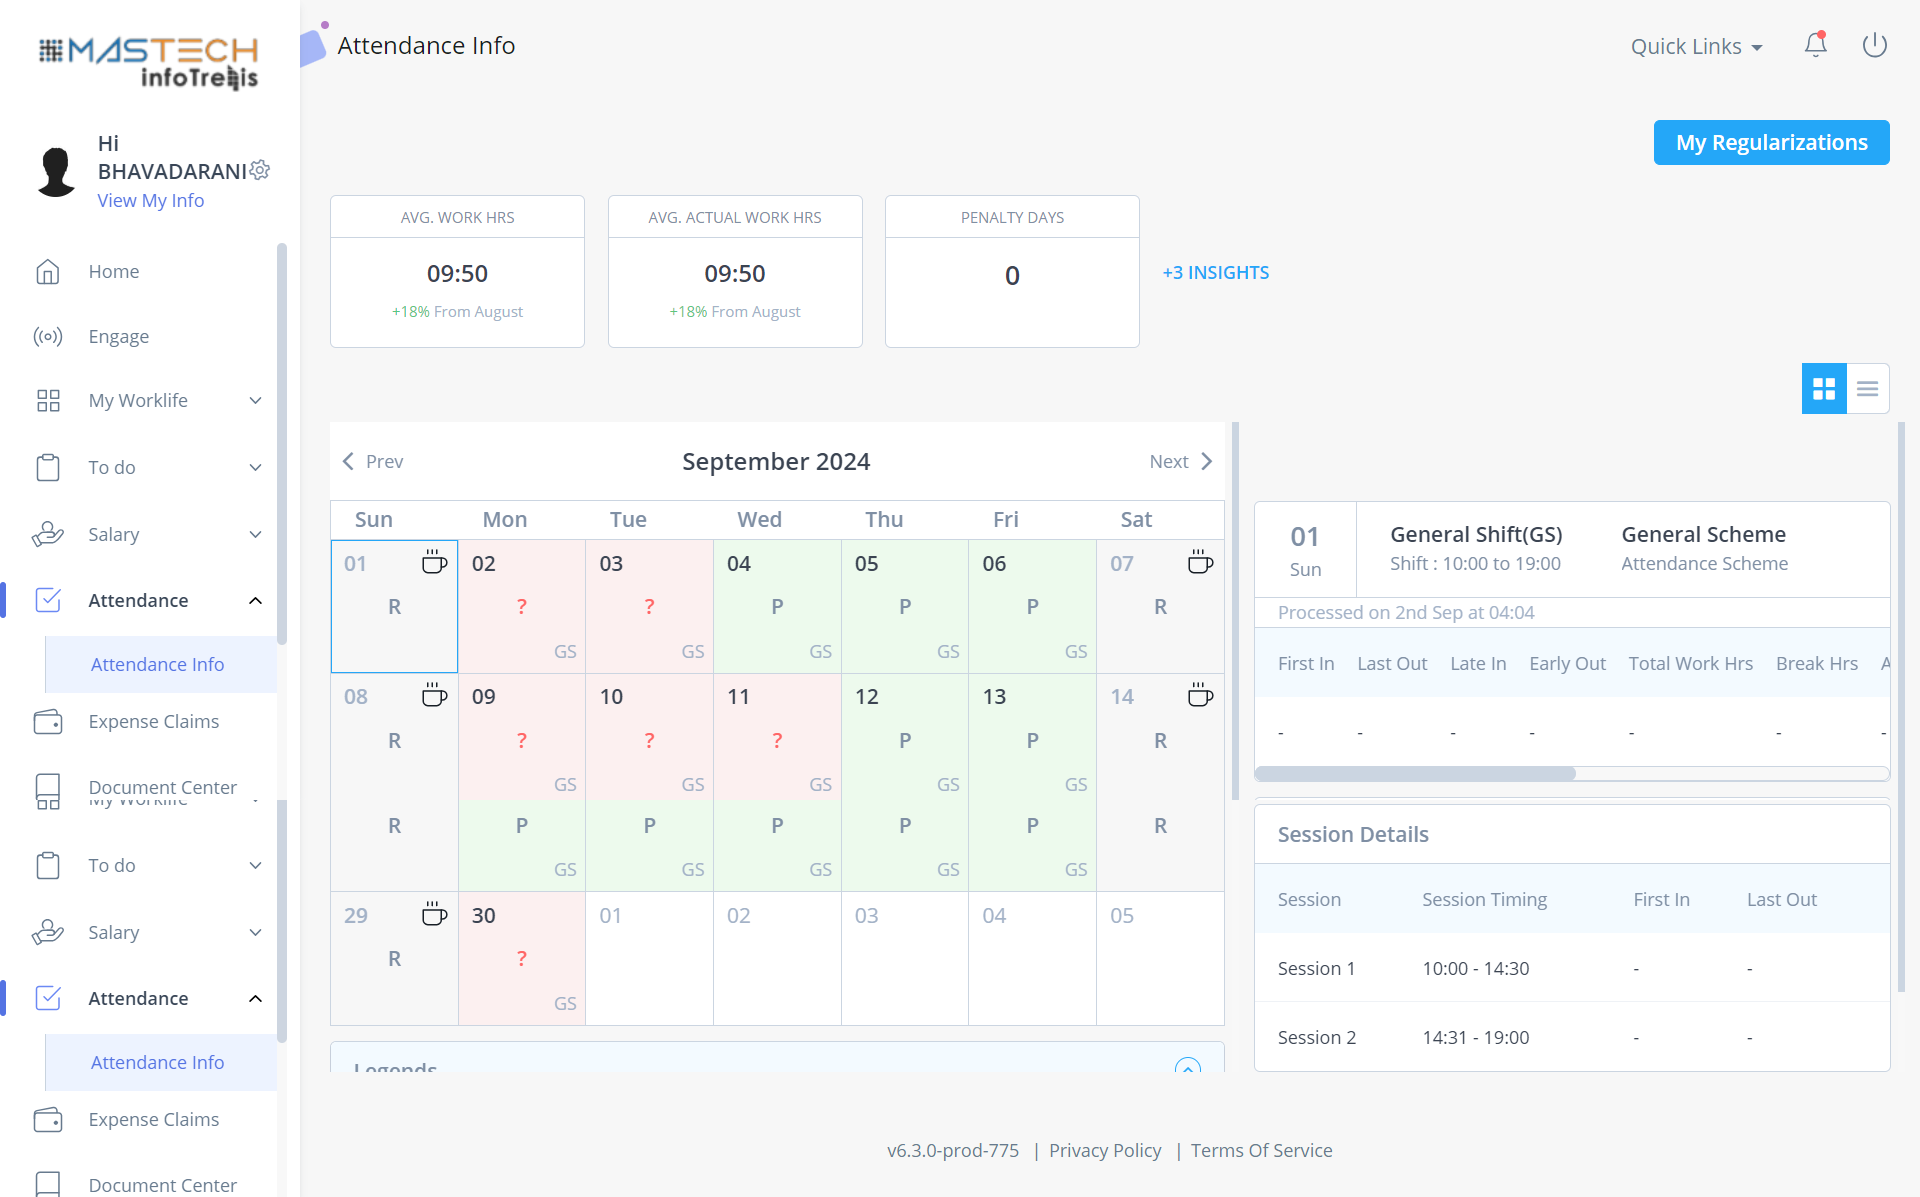 MASTECH
infoTrellis
Hi
BHAVADARANI
View My Info
Home
Engage
My Worklife
To do
Salary
Attendance
Attendance Info
Expense Claims
Document Center
My Worklife
To do
Salary
Attendance
Attendance Info
Expense Claims
Document Center
Attendance Info
Quick Links
My Regularizations
AVG. WORK HRS
09:50
+18% From August
AVG. ACTUAL WORK HRS
09:50
+18% From August
PENALTY DAYS
0
+3 INSIGHTS
Prev
September 2024
Next
Sun Mon Tue Wed Thu Fri Sat
01 02 03 04 05 06 07
R ? ? P P P R
GS GS GS GS GS
08 09 10 11 12 13 14
R ? ? ? P P R
GS GS GS GS GS
R P P P P P R
GS GS GS GS GS
29 30 01 02 03 04 05
R ?
GS
Legends
01
Sun
General Shift(GS)
Shift : 10:00 to 19:00
General Scheme
Attendance Scheme
Processed on 2nd Sep at 04:04
First In Last Out Late In Early Out Total Work Hrs Break Hrs A
- - - - - - -
Session Details
Session Session Timing First In Last Out
Session 1 10:00 - 14:30 - -
Session 2 14:31 - 19:00 - -
v6.3.0-prod-775 | Privacy Policy | Terms Of Service